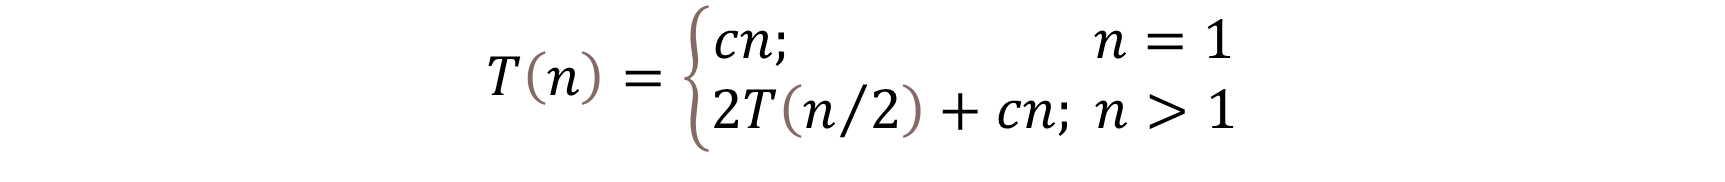 T(n) = { cn; n = 1
2T(n/2) + cn; n > 1